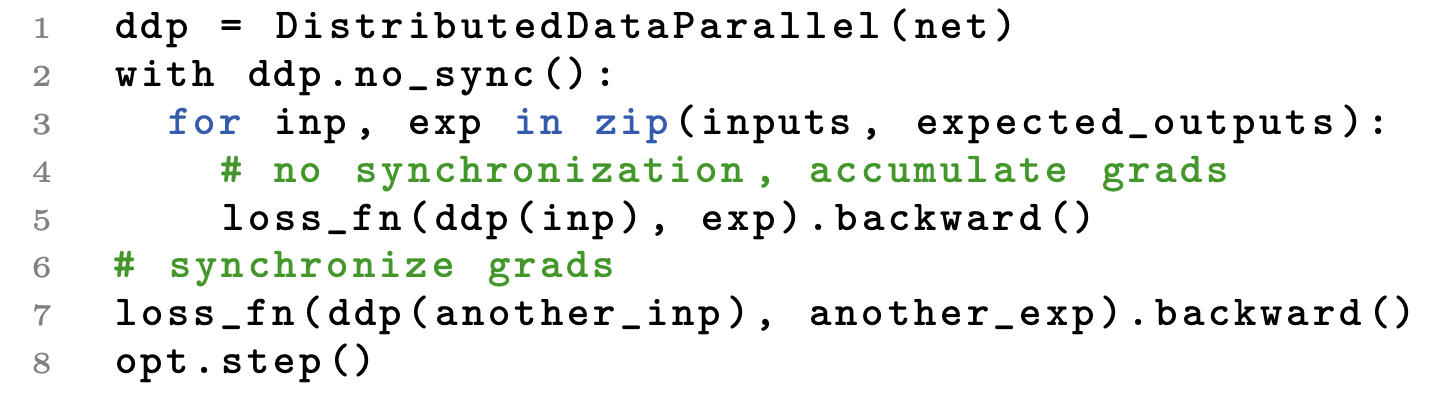 1 ddp = DistributedDataParallel(net)
2 with ddp.no_sync():
3   for inp, exp in zip(inputs, expected_outputs):
4     # no synchronization, accumulate grads
5     loss_fn(ddp(inp), exp).backward()
6 # synchronize grads
7 loss_fn(ddp(another_inp), another_exp).backward()
8 opt.step()